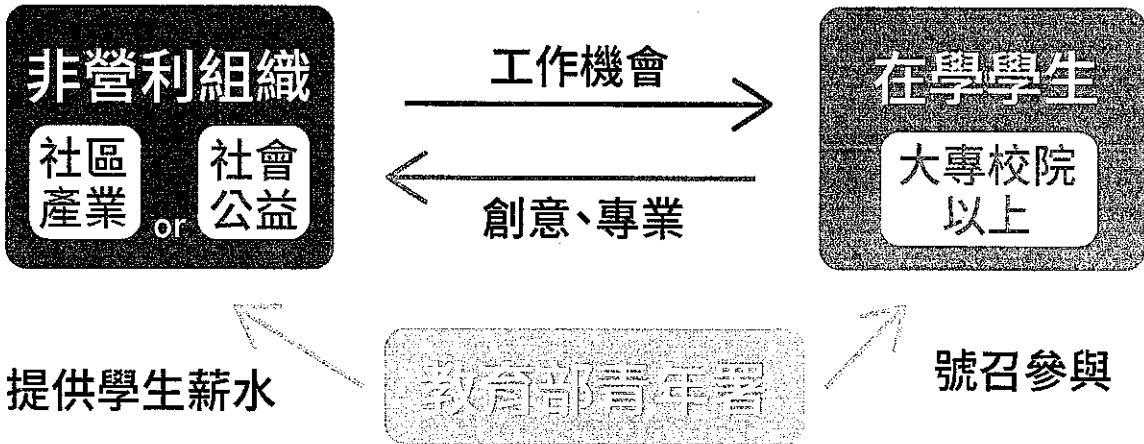 非營利組織
社區
產業
or
社會
公益
工作機會
創意、專業
在學學生
大專校院
以上
提供學生薪水
教育部青年署
號召參與